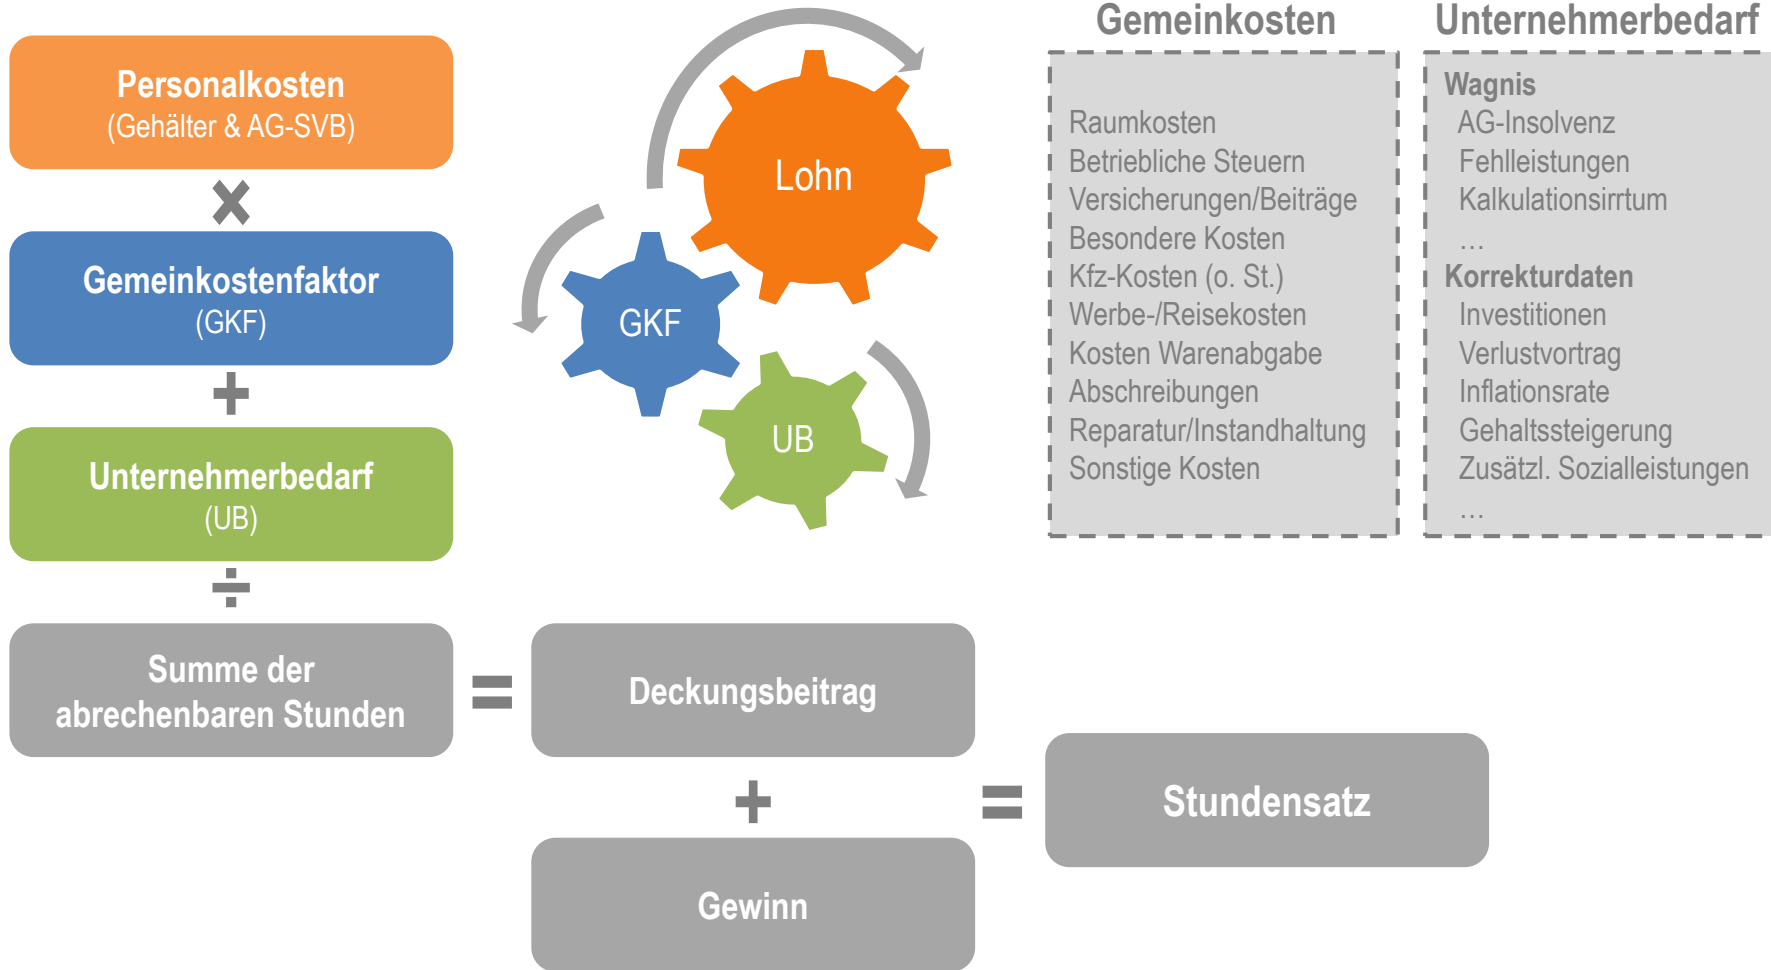 Personalkosten
(Gehälter & AG-SVB)
×
Gemeinkostenfaktor
(GKF)
+
Unternehmerbedarf
(UB)
÷
Summe der
abrechenbaren Stunden
=
Deckungsbeitrag
+
Gewinn
=
Stundensatz
Lohn
GKF
UB
Gemeinkosten
Raumkosten
Betriebliche Steuern
Versicherungen/Beiträge
Besondere Kosten
Kfz-Kosten (o. St.)
Werbe-/Reisekosten
Kosten Warenabgabe
Abschreibungen
Reparatur/Instandhaltung
Sonstige Kosten
Unternehmerbedarf
Wagnis
AG-Insolvenz
Fehlleistungen
Kalkulationsirrtum
…
Korrekturdaten
Investitionen
Verlustvortrag
Inflationsrate
Gehaltssteigerung
Zusätzl. Sozialleistungen
…